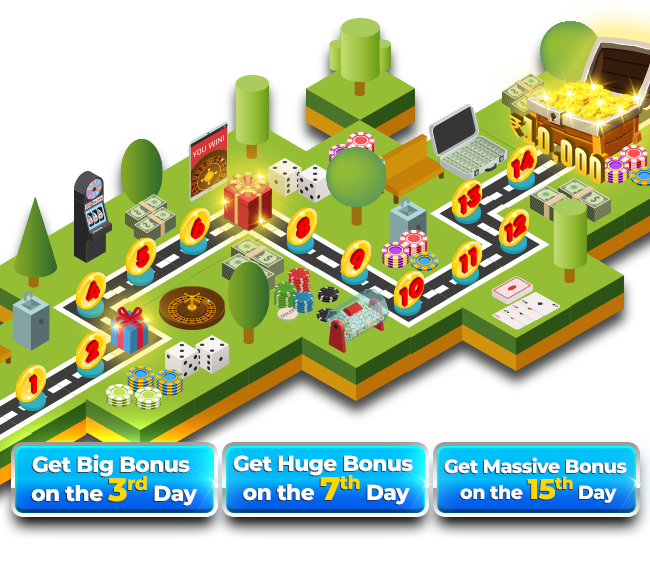 YOU WIN!
₹10,000
14
13
12
11
10
9
8
6
5
4
2
1
DEALER
Get Big Bonus
on the 3rd Day
Get Huge Bonus
on the 7th Day
Get Massive Bonus
on the 15th Day